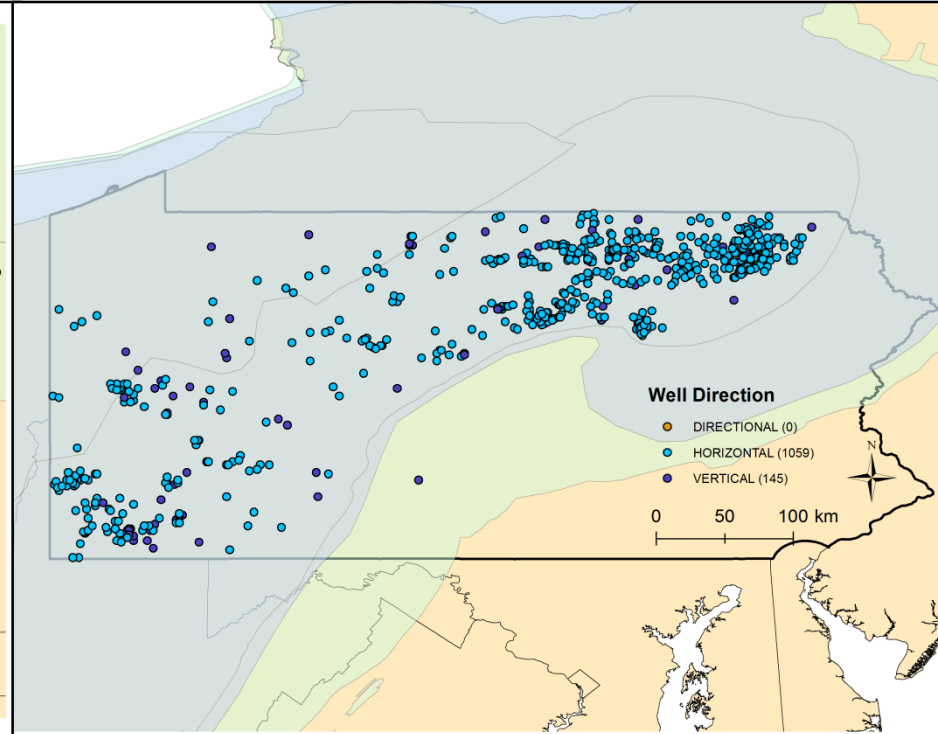 Well Direction
DIRECTIONAL (0)
HORIZONTAL (1059)
VERTICAL (145)
N
0 50 100 km